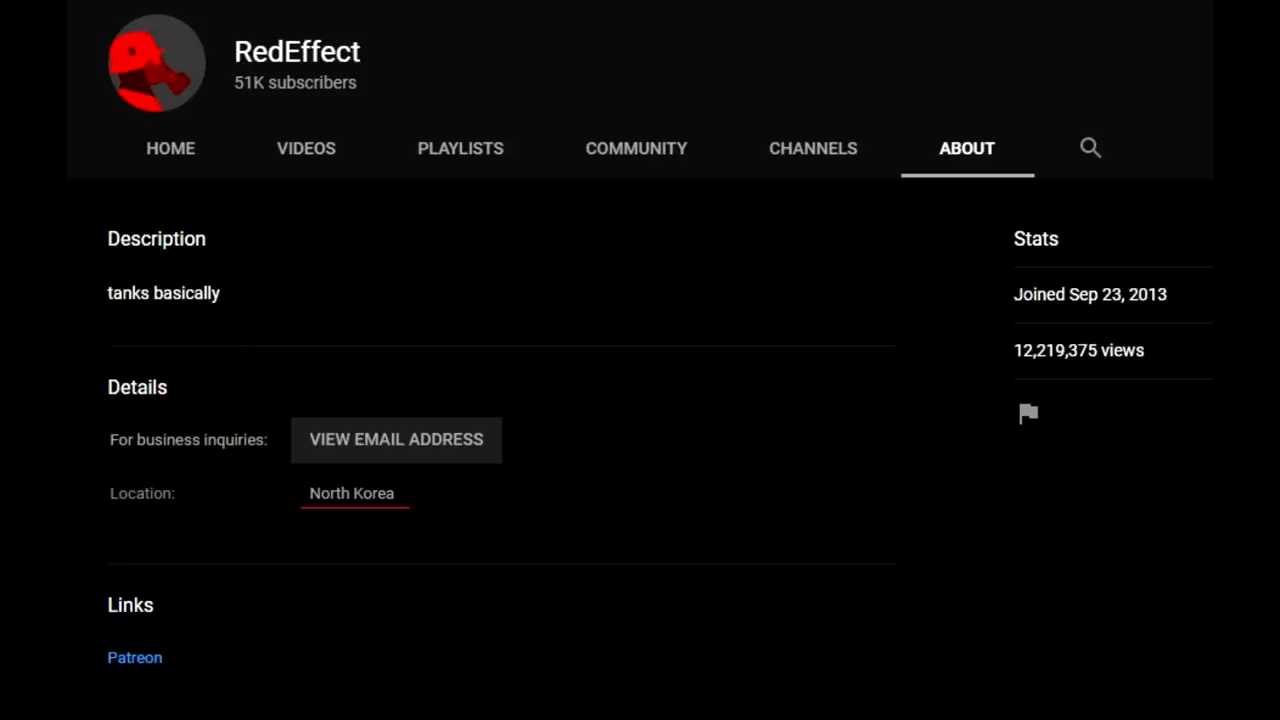 RedEffect
51K subscribers
HOME VIDEOS PLAYLISTS COMMUNITY CHANNELS ABOUT
Description
tanks basically
Details
For business inquiries: VIEW EMAIL ADDRESS
Location: North Korea
Links
Patreon
Stats
Joined Sep 23, 2013
12,219,375 views